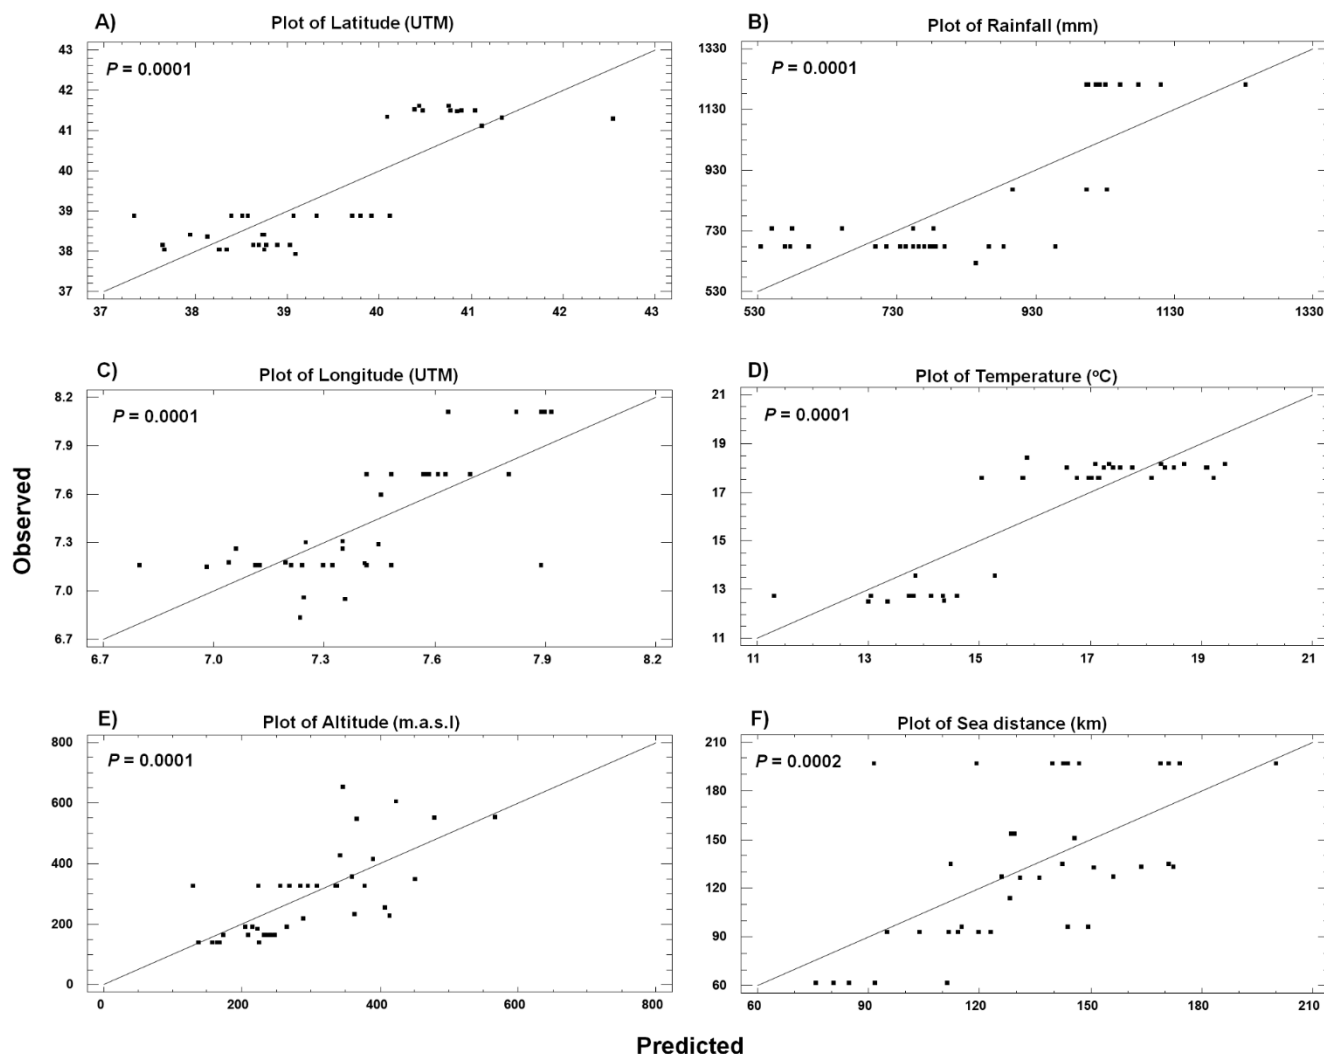 A)
Plot of Latitude (UTM)
P = 0.0001
43
42
41
40
39
38
37
37 38 39 40 41 42 43
B)
Plot of Rainfall (mm)
P = 0.0001
1330
1130
930
730
530
530 730 930 1130 1330
C)
Plot of Longitude (UTM)
P = 0.0001
8.2
7.9
7.6
7.3
7.0
6.7
6.7 7.0 7.3 7.6 7.9 8.2
D)
Plot of Temperature (ºC)
P = 0.0001
21
19
17
15
13
11
11 13 15 17 19 21
E)
Plot of Altitude (m.a.s.l)
P = 0.0001
800
600
400
200
0
0 200 400 600 800
F)
Plot of Sea distance (km)
P = 0.0002
210
180
150
120
90
60
60 90 120 150 180 210
Observed
Predicted